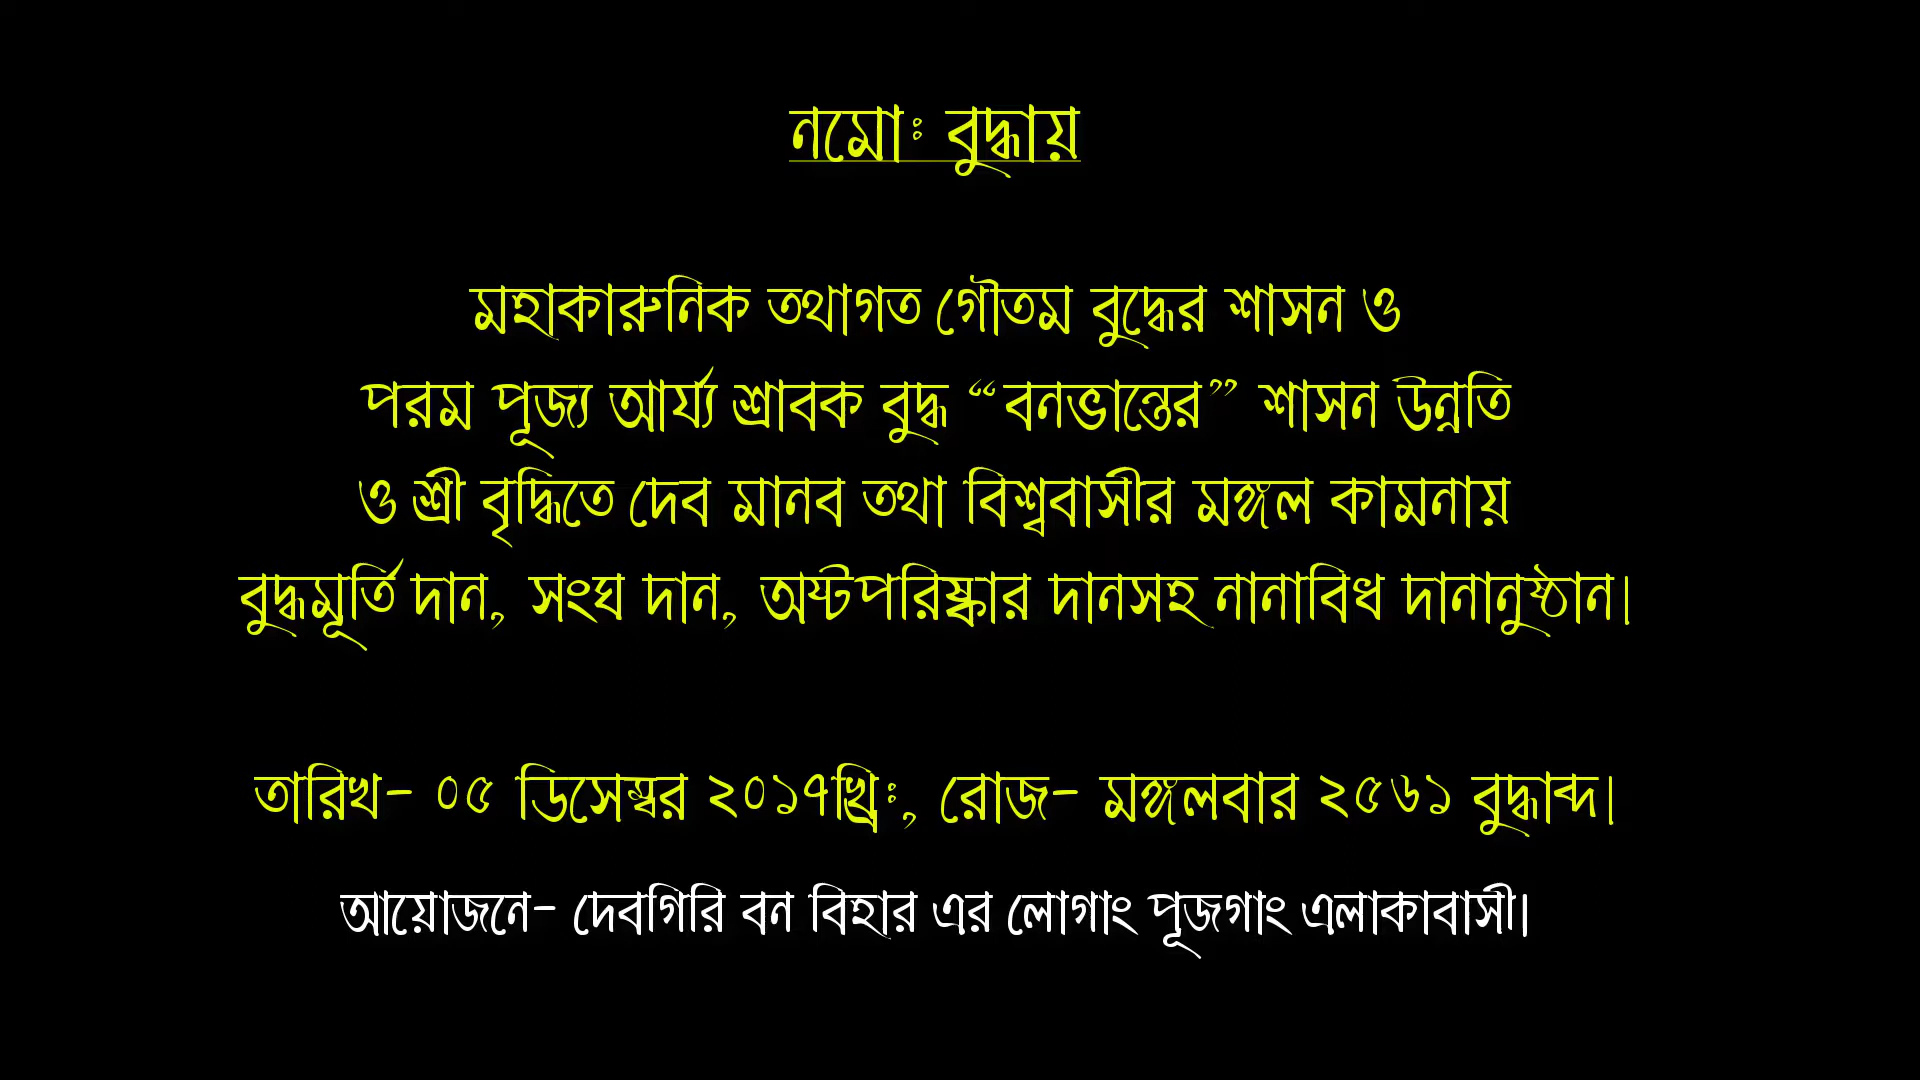 নমোঃ বুদ্ধায়
মহাকারুনিক তথাগত গৌতম বুদ্ধের শাসন ও
পরম পূজ্য আর্য্য শ্রাবক বুদ্ধ “বনভান্তের” শাসন উন্নতি
ও শ্রী বৃদ্ধিতে দেব মানব তথা বিশ্ববাসীর মঙ্গল কামনায়
বুদ্ধমূর্তি দান, সংঘ দান, অষ্টপরিষ্কার দানসহ নানাবিধ দানানুষ্ঠান।
তারিখ- ০৫ ডিসেম্বর ২০১৭খ্রিঃ, রোজ- মঙ্গলবার ২৫৬১ বুদ্ধাব্দ।
আয়োজনে- দেবগিরি বন বিহার এর লোগাং পূজগাং এলাকাবাসী।